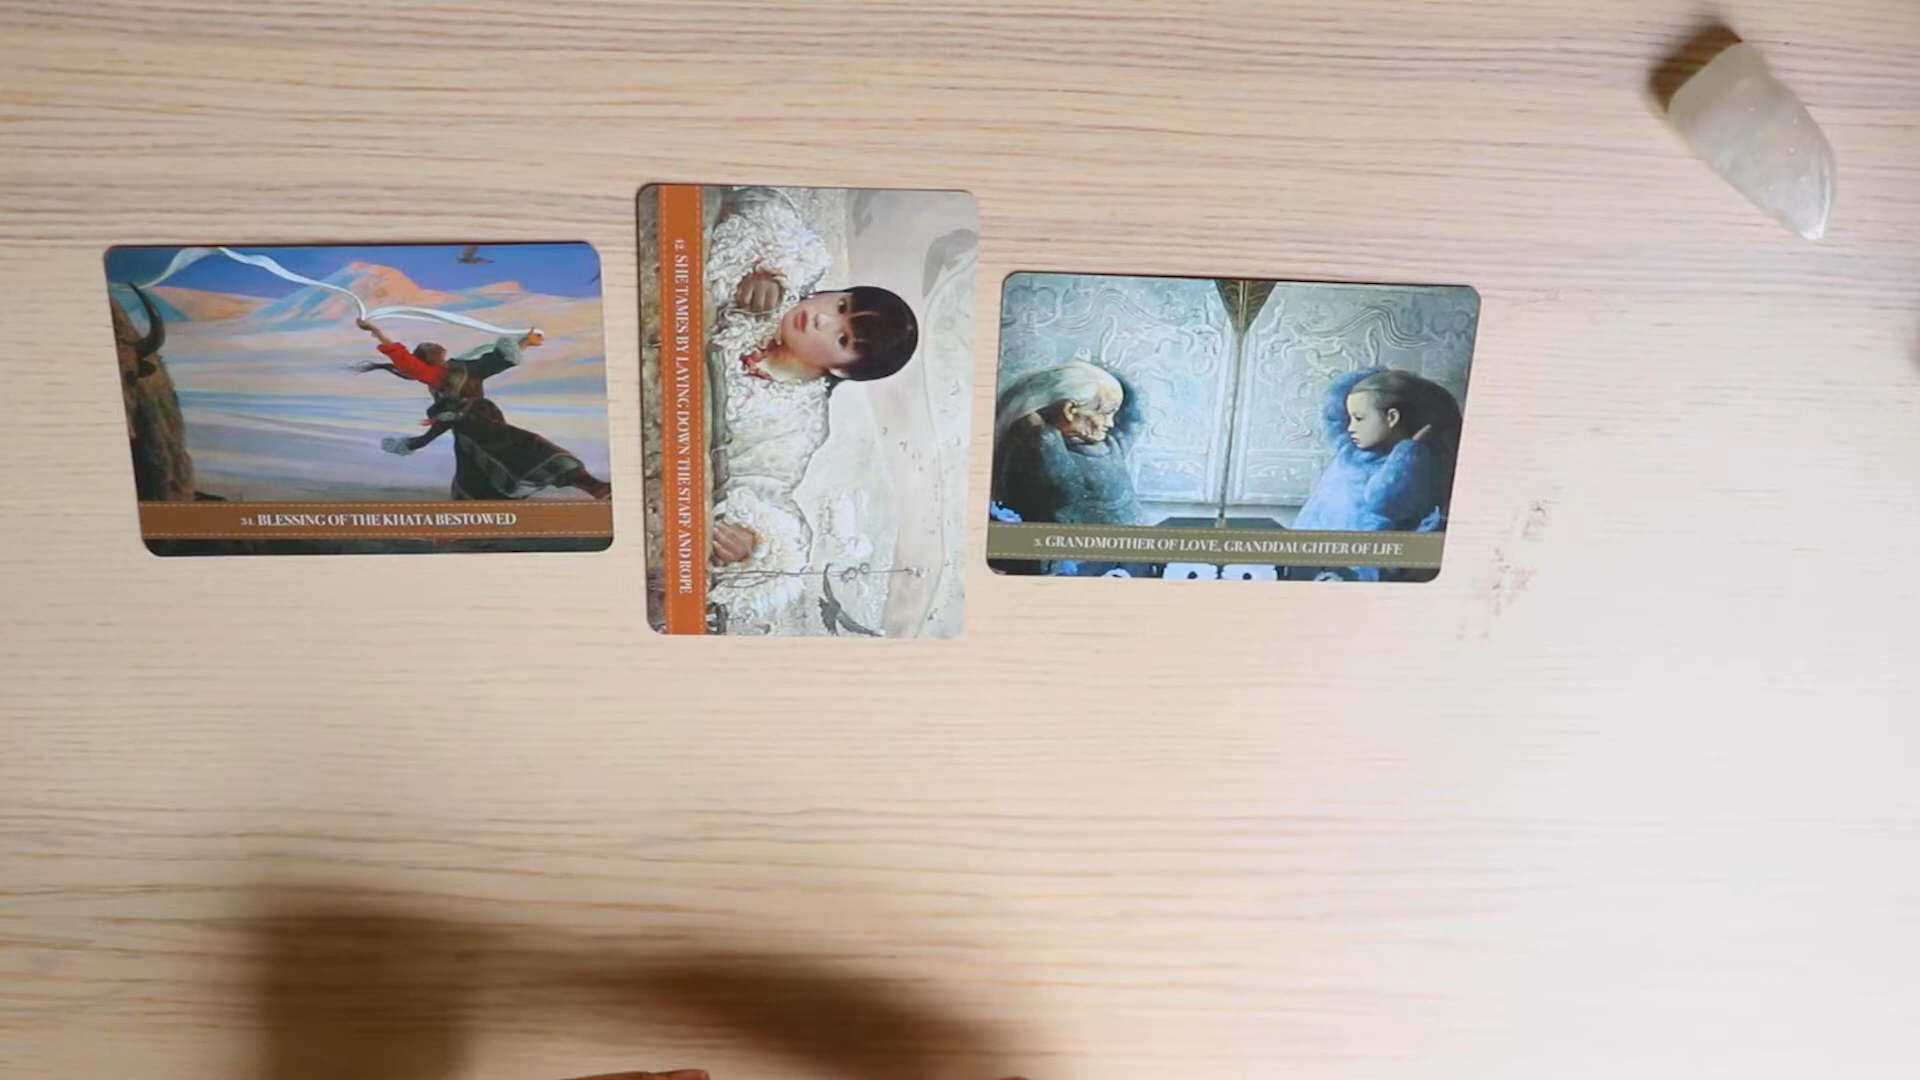 34. BLESSING OF THE KHATA BESTOWED
12. SHE TAMES BY LAYING DOWN THE STAFF AND ROPE
3. GRANDMOTHER OF LOVE, GRANDDAUGHTER OF LIFE